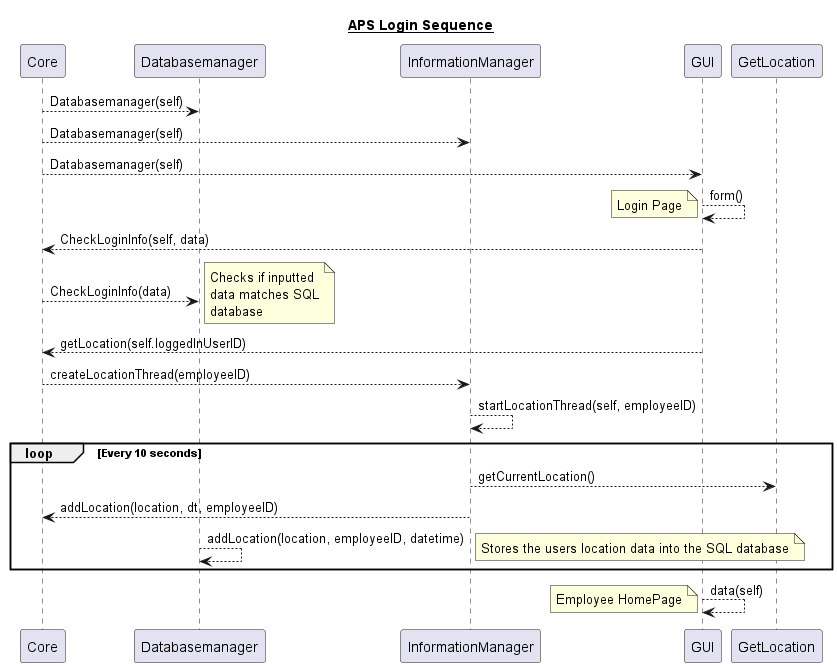 APS Login Sequence
Core
Databasemanager
InformationManager
GUI
GetLocation
Databasemanager(self)
Databasemanager(self)
Databasemanager(self)
form()
Login Page
CheckLoginInfo(self, data)
Checks if inputted
data matches SQL
database
CheckLoginInfo(data)
getLocation(self.loggedInUserID)
createLocationThread(employeeID)
startLocationThread(self, employeeID)
loop
[Every 10 seconds]
getCurrentLocation()
addLocation(location, dt, employeeID)
addLocation(location, employeeID, datetime)
Stores the users location data into the SQL database
data(self)
Employee HomePage
Core
Databasemanager
InformationManager
GUI
GetLocation